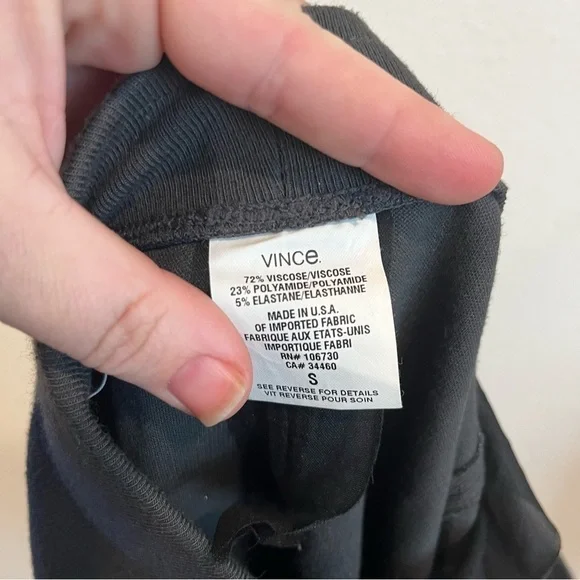 VINCE.
72% VISCOSE/VISCOSE
23% POLYAMIDE/POLYAMIDE
5% ELASTANE/ELASTHANNE
MADE IN U.S.A.
OF IMPORTED FABRIC
FABRIQUE AUX ETATS-UNIS
IMPORTIQUE FABRI
RN# 106730
CA# 34460
S
SEE REVERSE FOR DETAILS
VIT REVERSE POUR SOIN